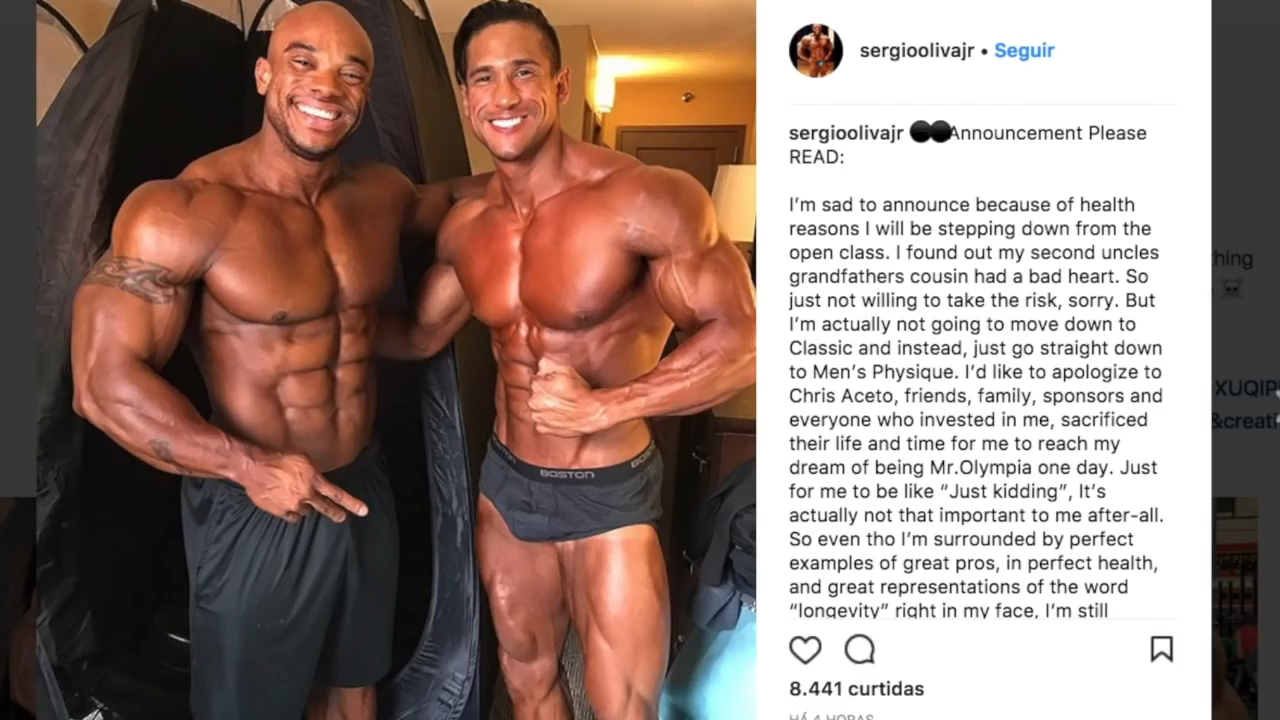 sergioolivajr • Seguir
sergioolivajr Announcement Please
READ:
I'm sad to announce because of health
reasons I will be stepping down from the
open class. I found out my second uncles
grandfathers cousin had a bad heart. So
just not willing to take the risk, sorry. But
I'm actually not going to move down to
Classic and instead, just go straight down
to Men's Physique. I'd like to apologize to
Chris Aceto, friends, family, sponsors and
everyone who invested in me, sacrificed
their life and time for me to reach my
dream of being Mr.Olympia one day. Just
for me to be like “Just kidding”, It's
actually not that important to me after-all.
So even tho I'm surrounded by perfect
examples of great pros, in perfect health,
and great representations of the word
“longevity” right in my face, I'm still
8.441 curtidas
HÁ 4 HORAS
BOSTON
hing
XUQIP
&creati